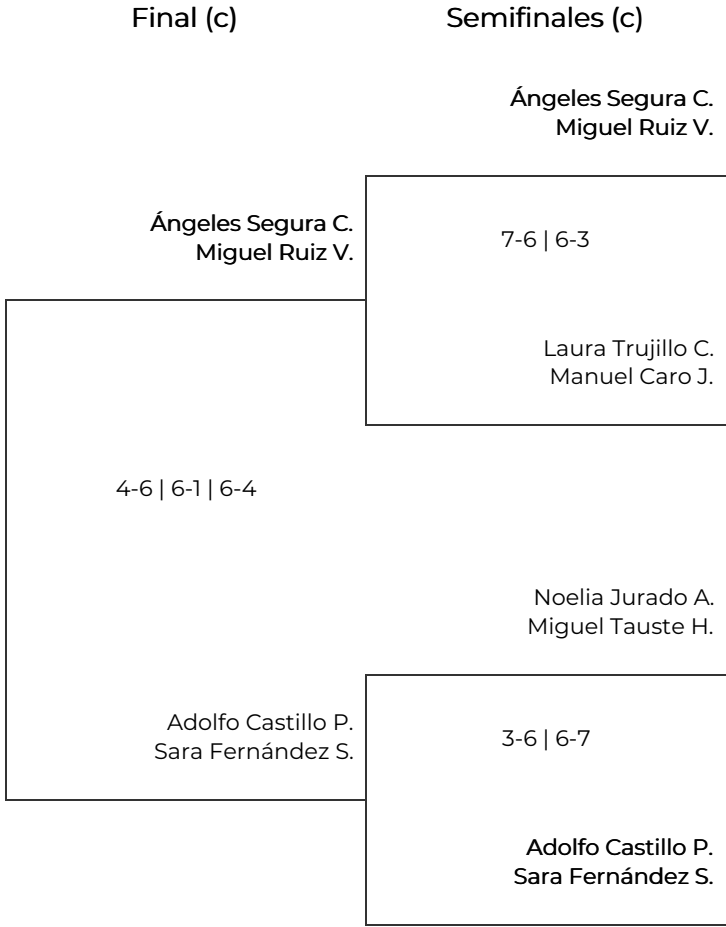 Final (c)
Semifinales (c)
Ángeles Segura C.
Miguel Ruiz V.
Ángeles Segura C.
Miguel Ruiz V.
7-6 | 6-3
Laura Trujillo C.
Manuel Caro J.
4-6 | 6-1 | 6-4
Noelia Jurado A.
Miguel Tauste H.
Adolfo Castillo P.
Sara Fernández S.
3-6 | 6-7
Adolfo Castillo P.
Sara Fernández S.